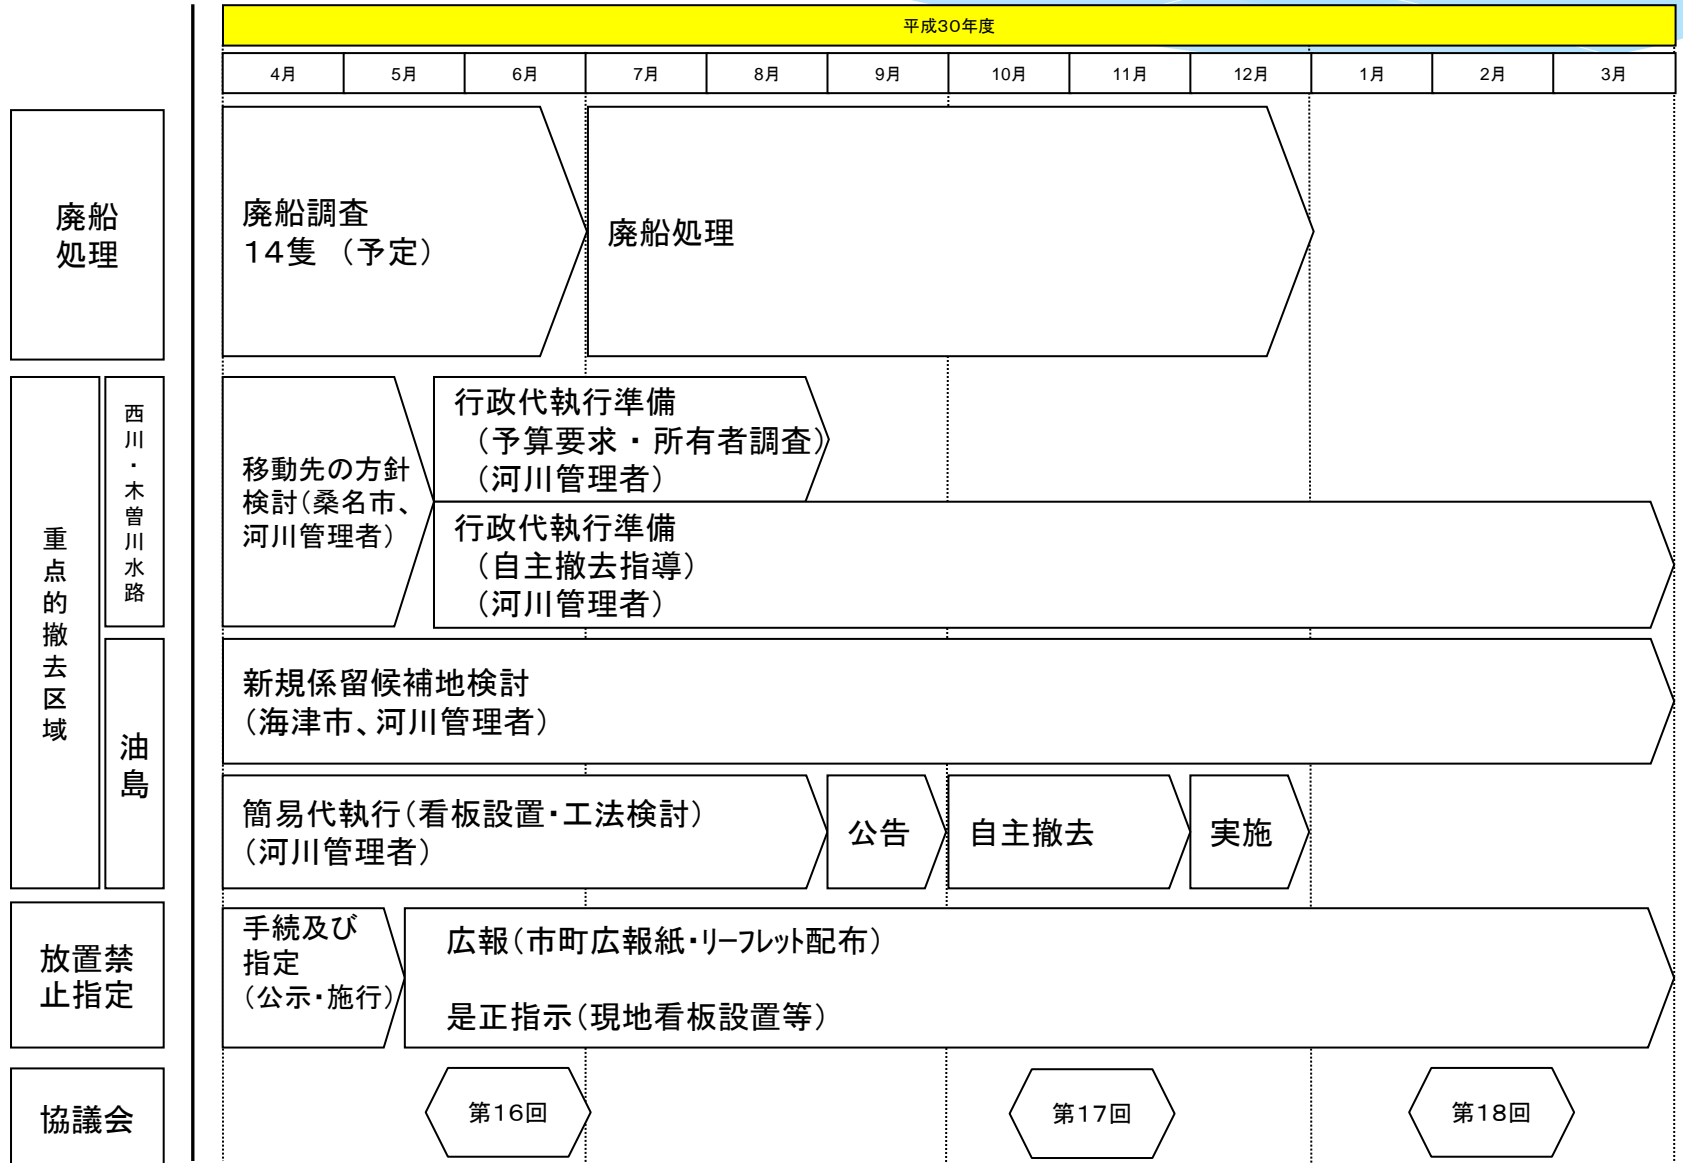 平成30年度
4月 5月 6月 7月 8月 9月 10月 11月 12月 1月 2月 3月
廃船
処理
廃船調査
14隻 （予定）
廃船処理
重点的撤去区域
西川・木曽川水路
移動先の方針
検討（桑名市、
河川管理者）
行政代執行準備
（予算要求・所有者調査）
（河川管理者）
行政代執行準備
（自主撤去指導）
（河川管理者）
油島
新規係留候補地検討
（海津市、河川管理者）
簡易代執行（看板設置・工法検討）
（河川管理者）
公告
自主撤去
実施
放置禁
止指定
手続及び
指定
（公示・施行）
広報（市町広報紙・リーフレット配布）
是正指示（現地看板設置等）
協議会
第16回
第17回
第18回